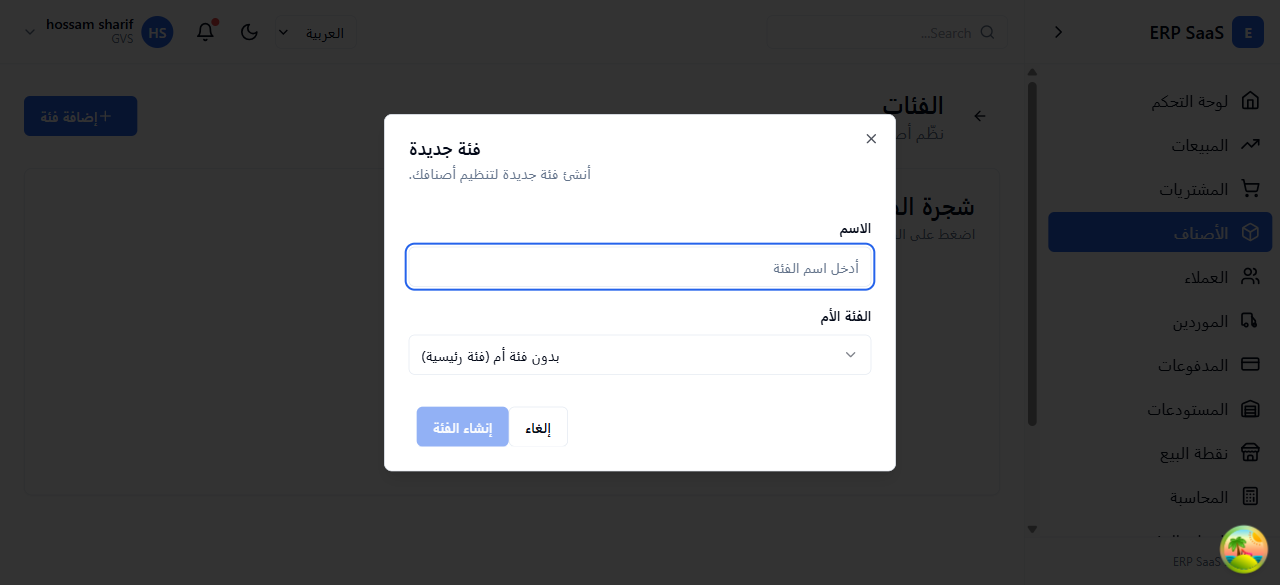 ERP SaaS
E
Search...
العربية
HS
hossam sharif
GVS
لوحة التحكم
المبيعات
المشتريات
الأصناف
العملاء
الموردين
المدفوعات
المستودعات
نقطة البيع
المحاسبة
ERP SaaS
الفئات
نظّم
إضافة فئة
شجرة
اضغط على
فئة جديدة
أنشئ فئة جديدة لتنظيم أصنافك.
الاسم
أدخل اسم الفئة
الفئة الأم
بدون فئة أم (فئة رئيسية)
إلغاء
إنشاء الفئة